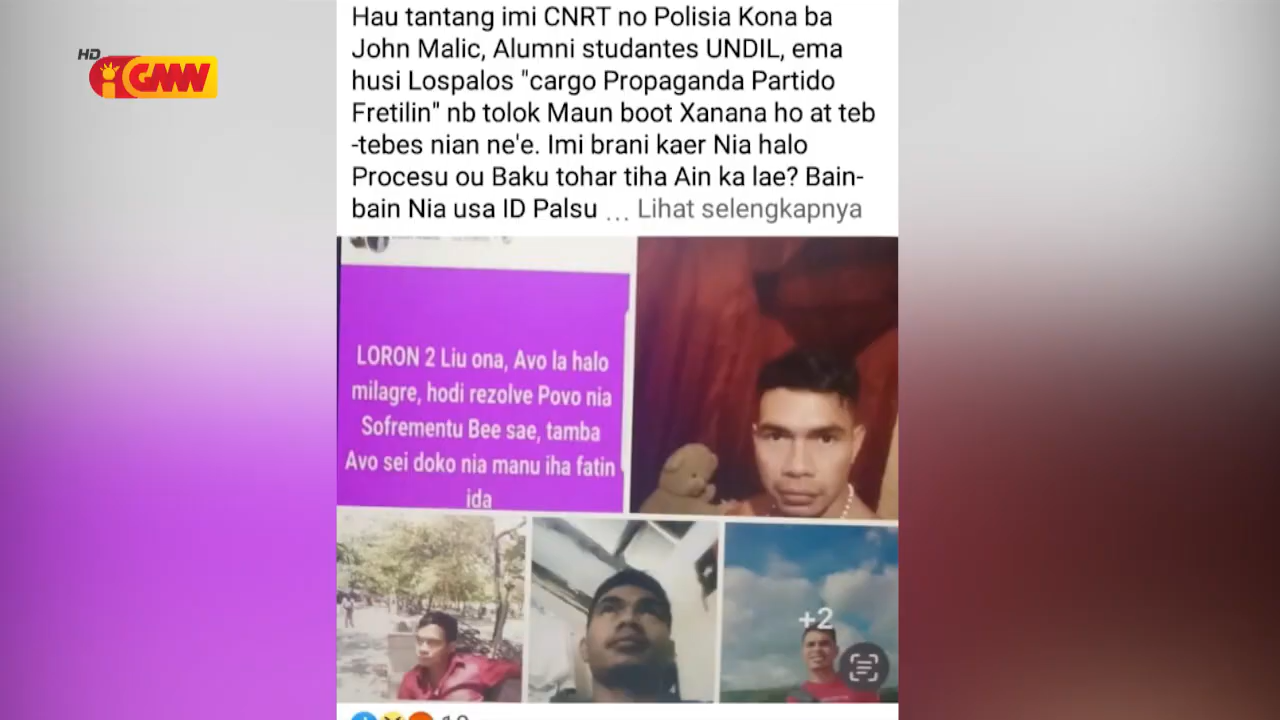 Hau tantang imi CNRT no Polisia Kona ba
John Malic, Alumni studantes UNDIL, ema
husi Lospalos "cargo Propaganda Partido
Fretilin" nb tolok Maun boot Xanana ho at teb
-tebes nian ne'e. Imi brani kaer Nia halo
Procesu ou Baku tohar tiha Ain ka lae? Bain-
bain Nia usa ID Palsu ... Lihat selengkapnya
HD
GMN
LORON 2 Liu ona, Avo la halo
milagre, hodi rezolve Povo nia
Sofrementu Bee sae, tamba
Avo sei doko nia manu iha fatin
ida
+2